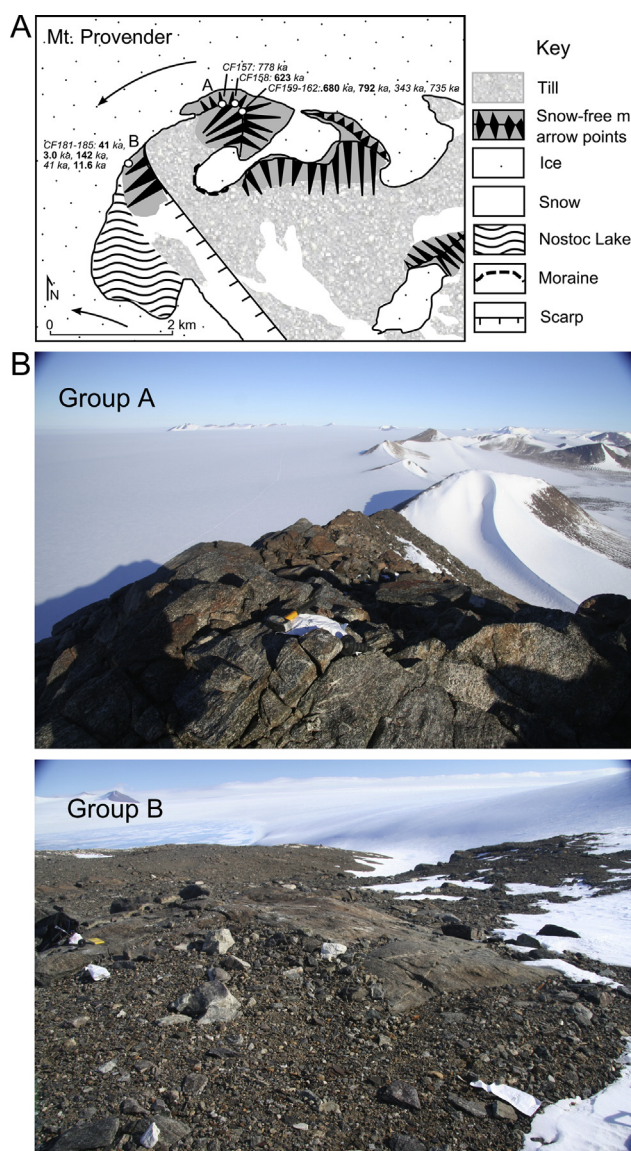 A
Mt. Provender
A
CF157: 778 ka
CF158: 623 ka
CF159-162:.680 ka, 792 ka, 343 ka, 735 ka
CF181-185: 41 ka,
3.0 ka, 142 ka,
41 ka, 11.6 ka
B
N
0 2 km
Key
Till
Snow-free m
arrow points
Ice
Snow
Nostoc Lake
Moraine
Scarp
B
Group A
Group B